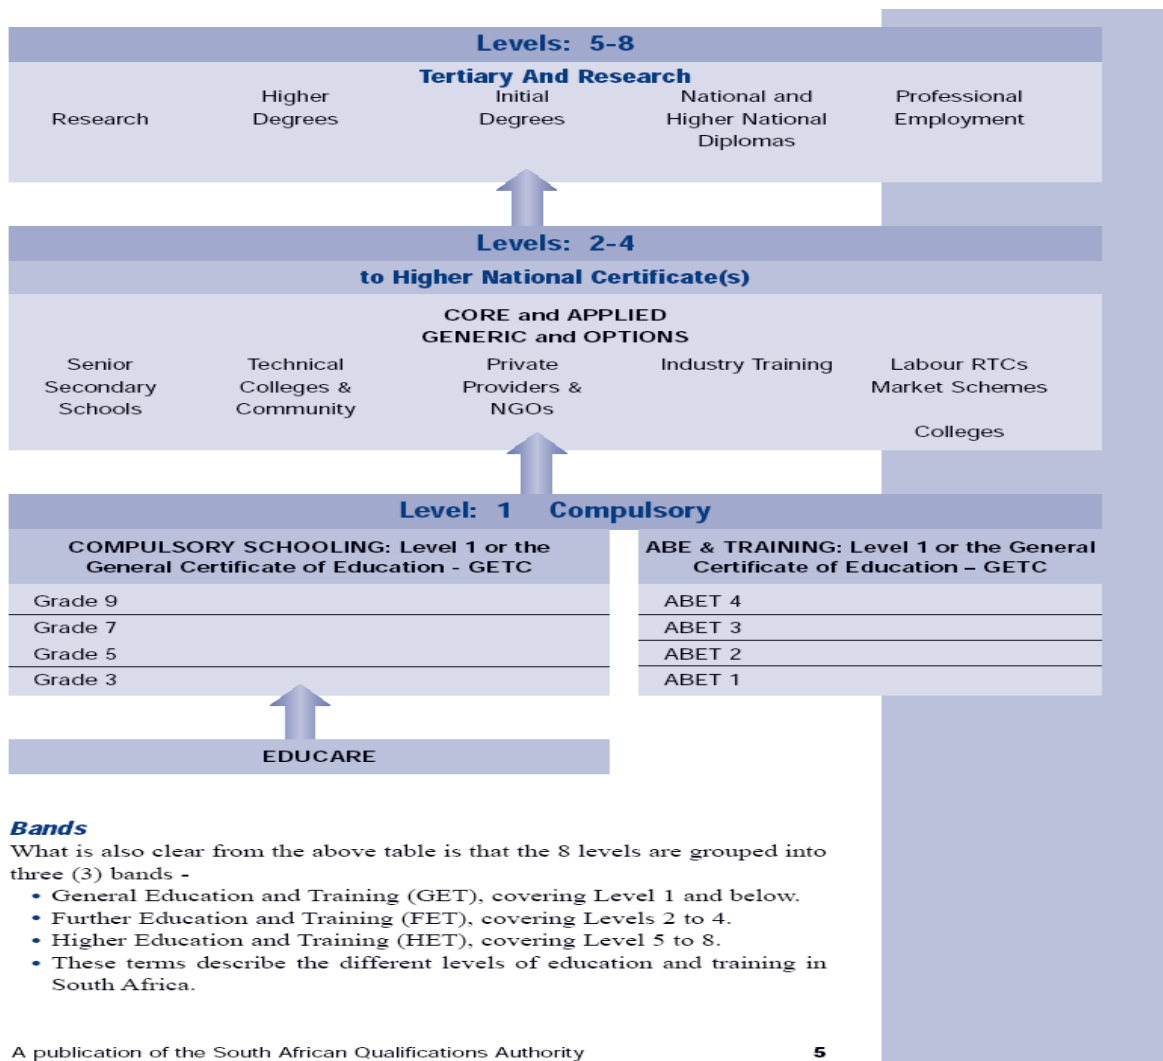 Levels: 5-8
Tertiary And Research
Research
Higher
Degrees
Initial
Degrees
National and
Higher National
Diplomas
Professional
Employment
Levels: 2-4
to Higher National Certificate(s)
CORE and APPLIED
GENERIC and OPTIONS
Senior
Secondary
Schools
Technical
Colleges &
Community
Private
Providers &
NGOs
Industry Training
Labour RTCs
Market Schemes
Colleges
Level: 1 Compulsory
COMPULSORY SCHOOLING: Level 1 or the
General Certificate of Education - GETC
Grade 9
Grade 7
Grade 5
Grade 3
ABE & TRAINING: Level 1 or the General
Certificate of Education – GETC
ABET 4
ABET 3
ABET 2
ABET 1
EDUCARE
Bands
What is also clear from the above table is that the 8 levels are grouped into
three (3) bands -
• General Education and Training (GET), covering Level 1 and below.
• Further Education and Training (FET), covering Levels 2 to 4.
• Higher Education and Training (HET), covering Level 5 to 8.
• These terms describe the different levels of education and training in
South Africa.
A publication of the South African Qualifications Authority 5